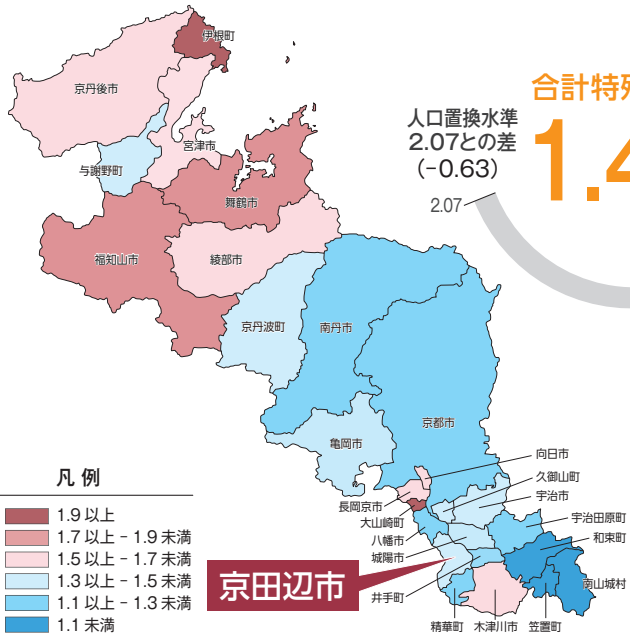 伊根町
京丹後市
宮津市
与謝野町
舞鶴市
福知山市
綾部市
京丹波町
南丹市
京都市
亀岡市
人口置換水準
2.07との差
(−0.63)
2.07
合計特殊
1.4
向日市
久御山町
宇治市
長岡京市
大山崎町
八幡市
城陽市
宇治田原町
和束町
京田辺市
井手町
南山城村
精華町
木津川市
笠置町
凡例
1.9以上
1.7以上−1.9未満
1.5以上−1.7未満
1.3以上−1.5未満
1.1以上−1.3未満
1.1未満